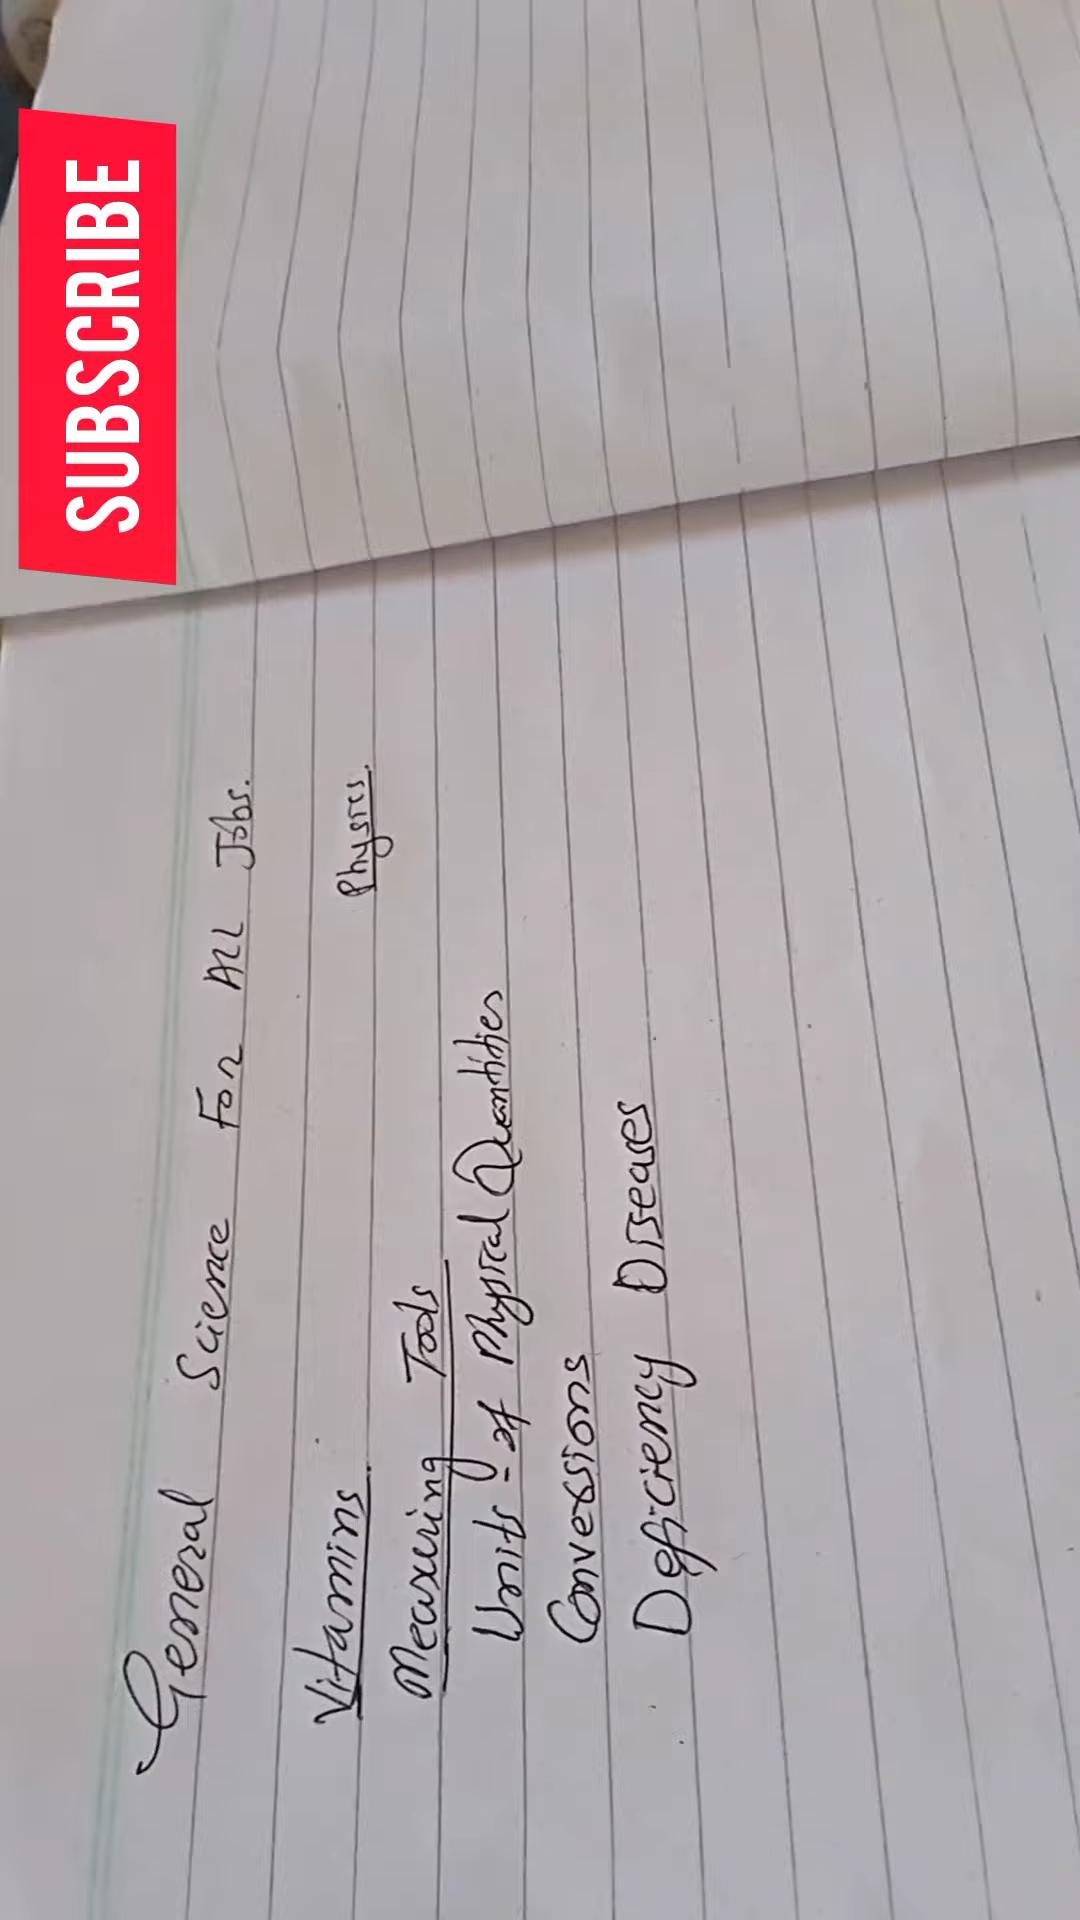 SUBSCRIBE
General Science For All Jobs.
Physics.
Vitamins.
Measuring Tools
Units - of Physical Quantities
Conversions
Deficiency Diseases